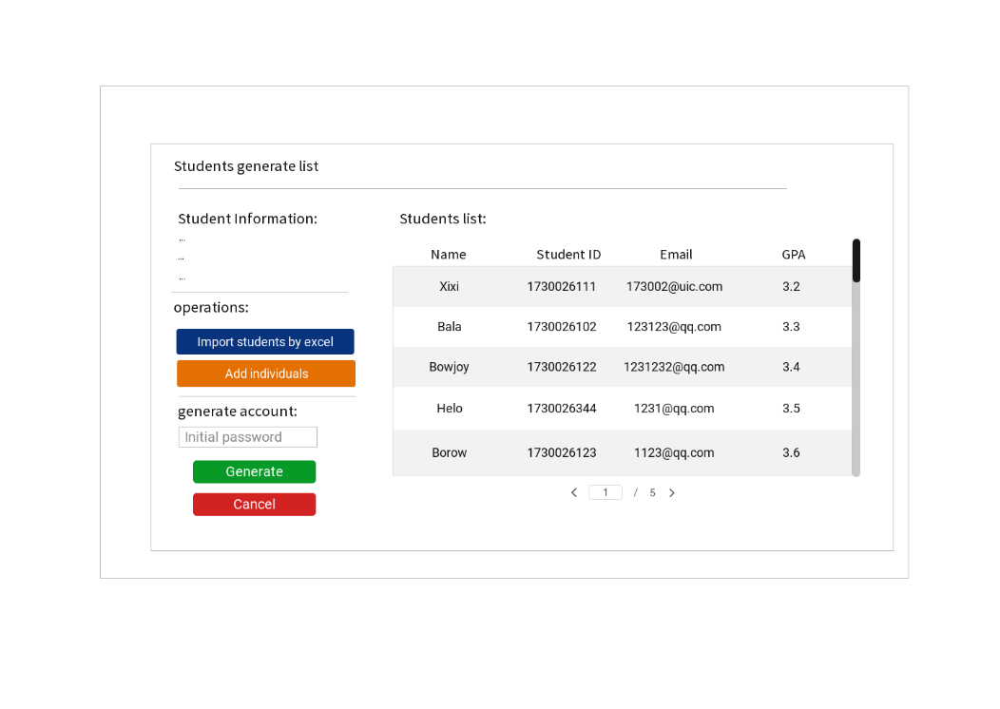 Students generate list
Student Information:
...
...
...
operations:
Import students by excel
Add individuals
generate account:
Initial password
Generate
Cancel
Students list:
Name Student ID Email GPA
Xixi 1730026111 173002@uic.com 3.2
Bala 1730026102 123123@qq.com 3.3
Bowjoy 1730026122 1231232@qq.com 3.4
Helo 1730026344 1231@qq.com 3.5
Borow 1730026123 1123@qq.com 3.6
1 / 5